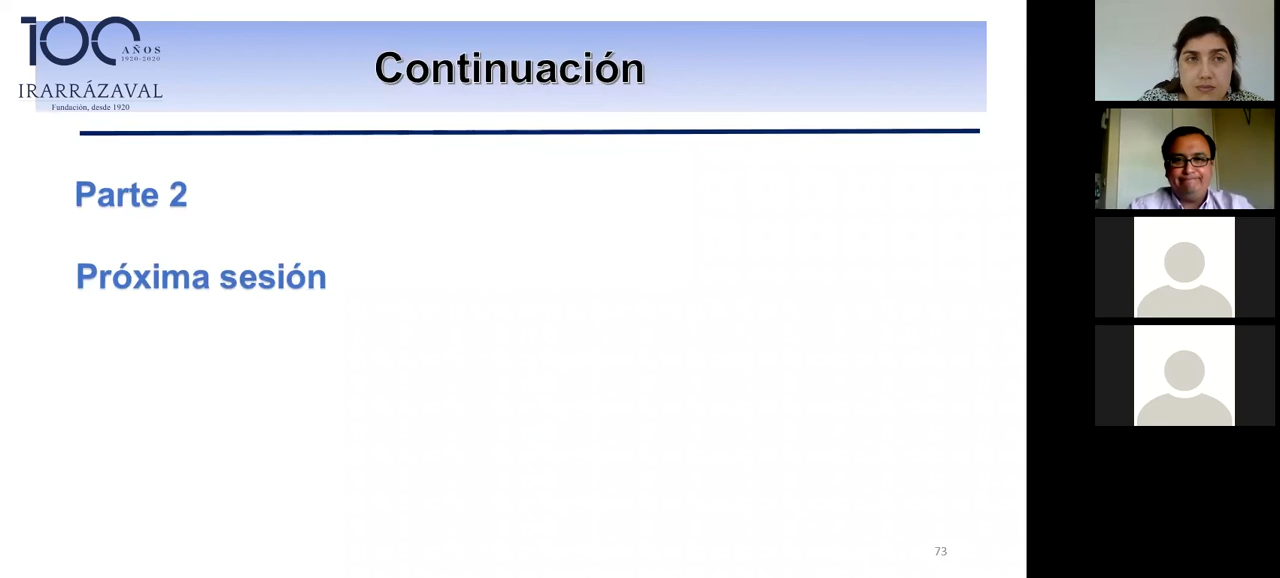 100
AÑOS
1920-2020
IRARRÁZAVAL
Fundación, desde 1920
Continuación
Parte 2
Próxima sesión
73